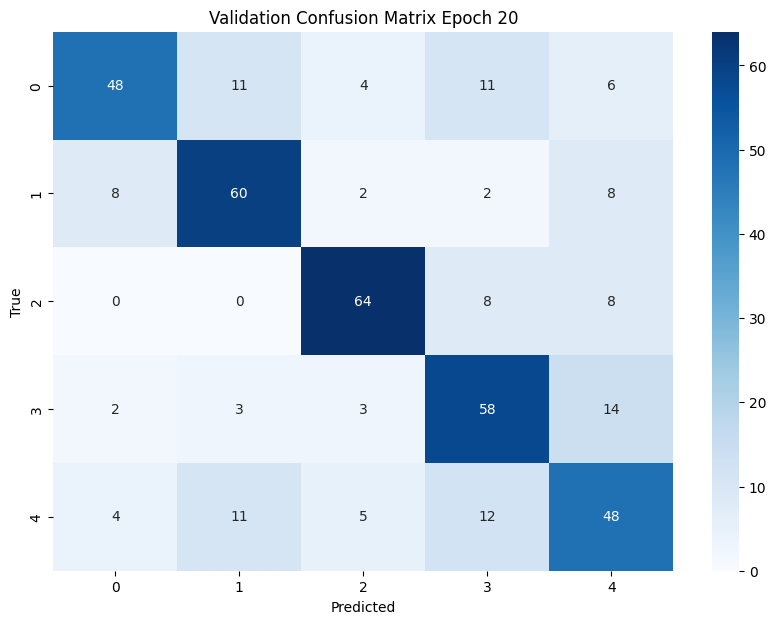 Validation Confusion Matrix Epoch 20
0 48 11 4 11 6
1 8 60 2 2 8
2 0 0 64 8 8
3 2 3 3 58 14
4 4 11 5 12 48
0 1 2 3 4
True
Predicted
60
50
40
30
20
10
0